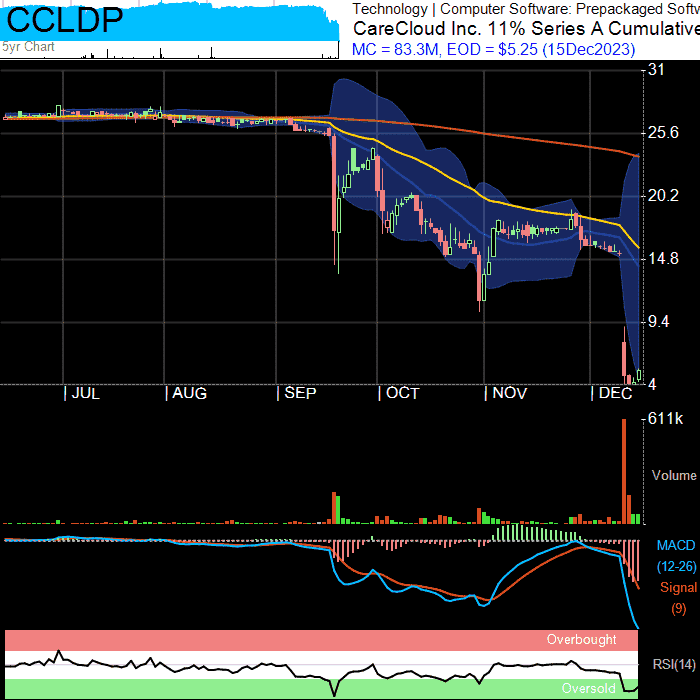 CCLDP
5yr Chart
Technology | Computer Software: Prepackaged Softw
CareCloud Inc. 11% Series A Cumulative
MC = 83.3M, EOD = $5.25 (15Dec2023)
31
25.6
20.2
14.8
9.4
4
JUL
AUG
SEP
OCT
NOV
DEC
611k
Volume
MACD
(12-26)
Signal
(9)
Overbought
RSI(14)
Oversold